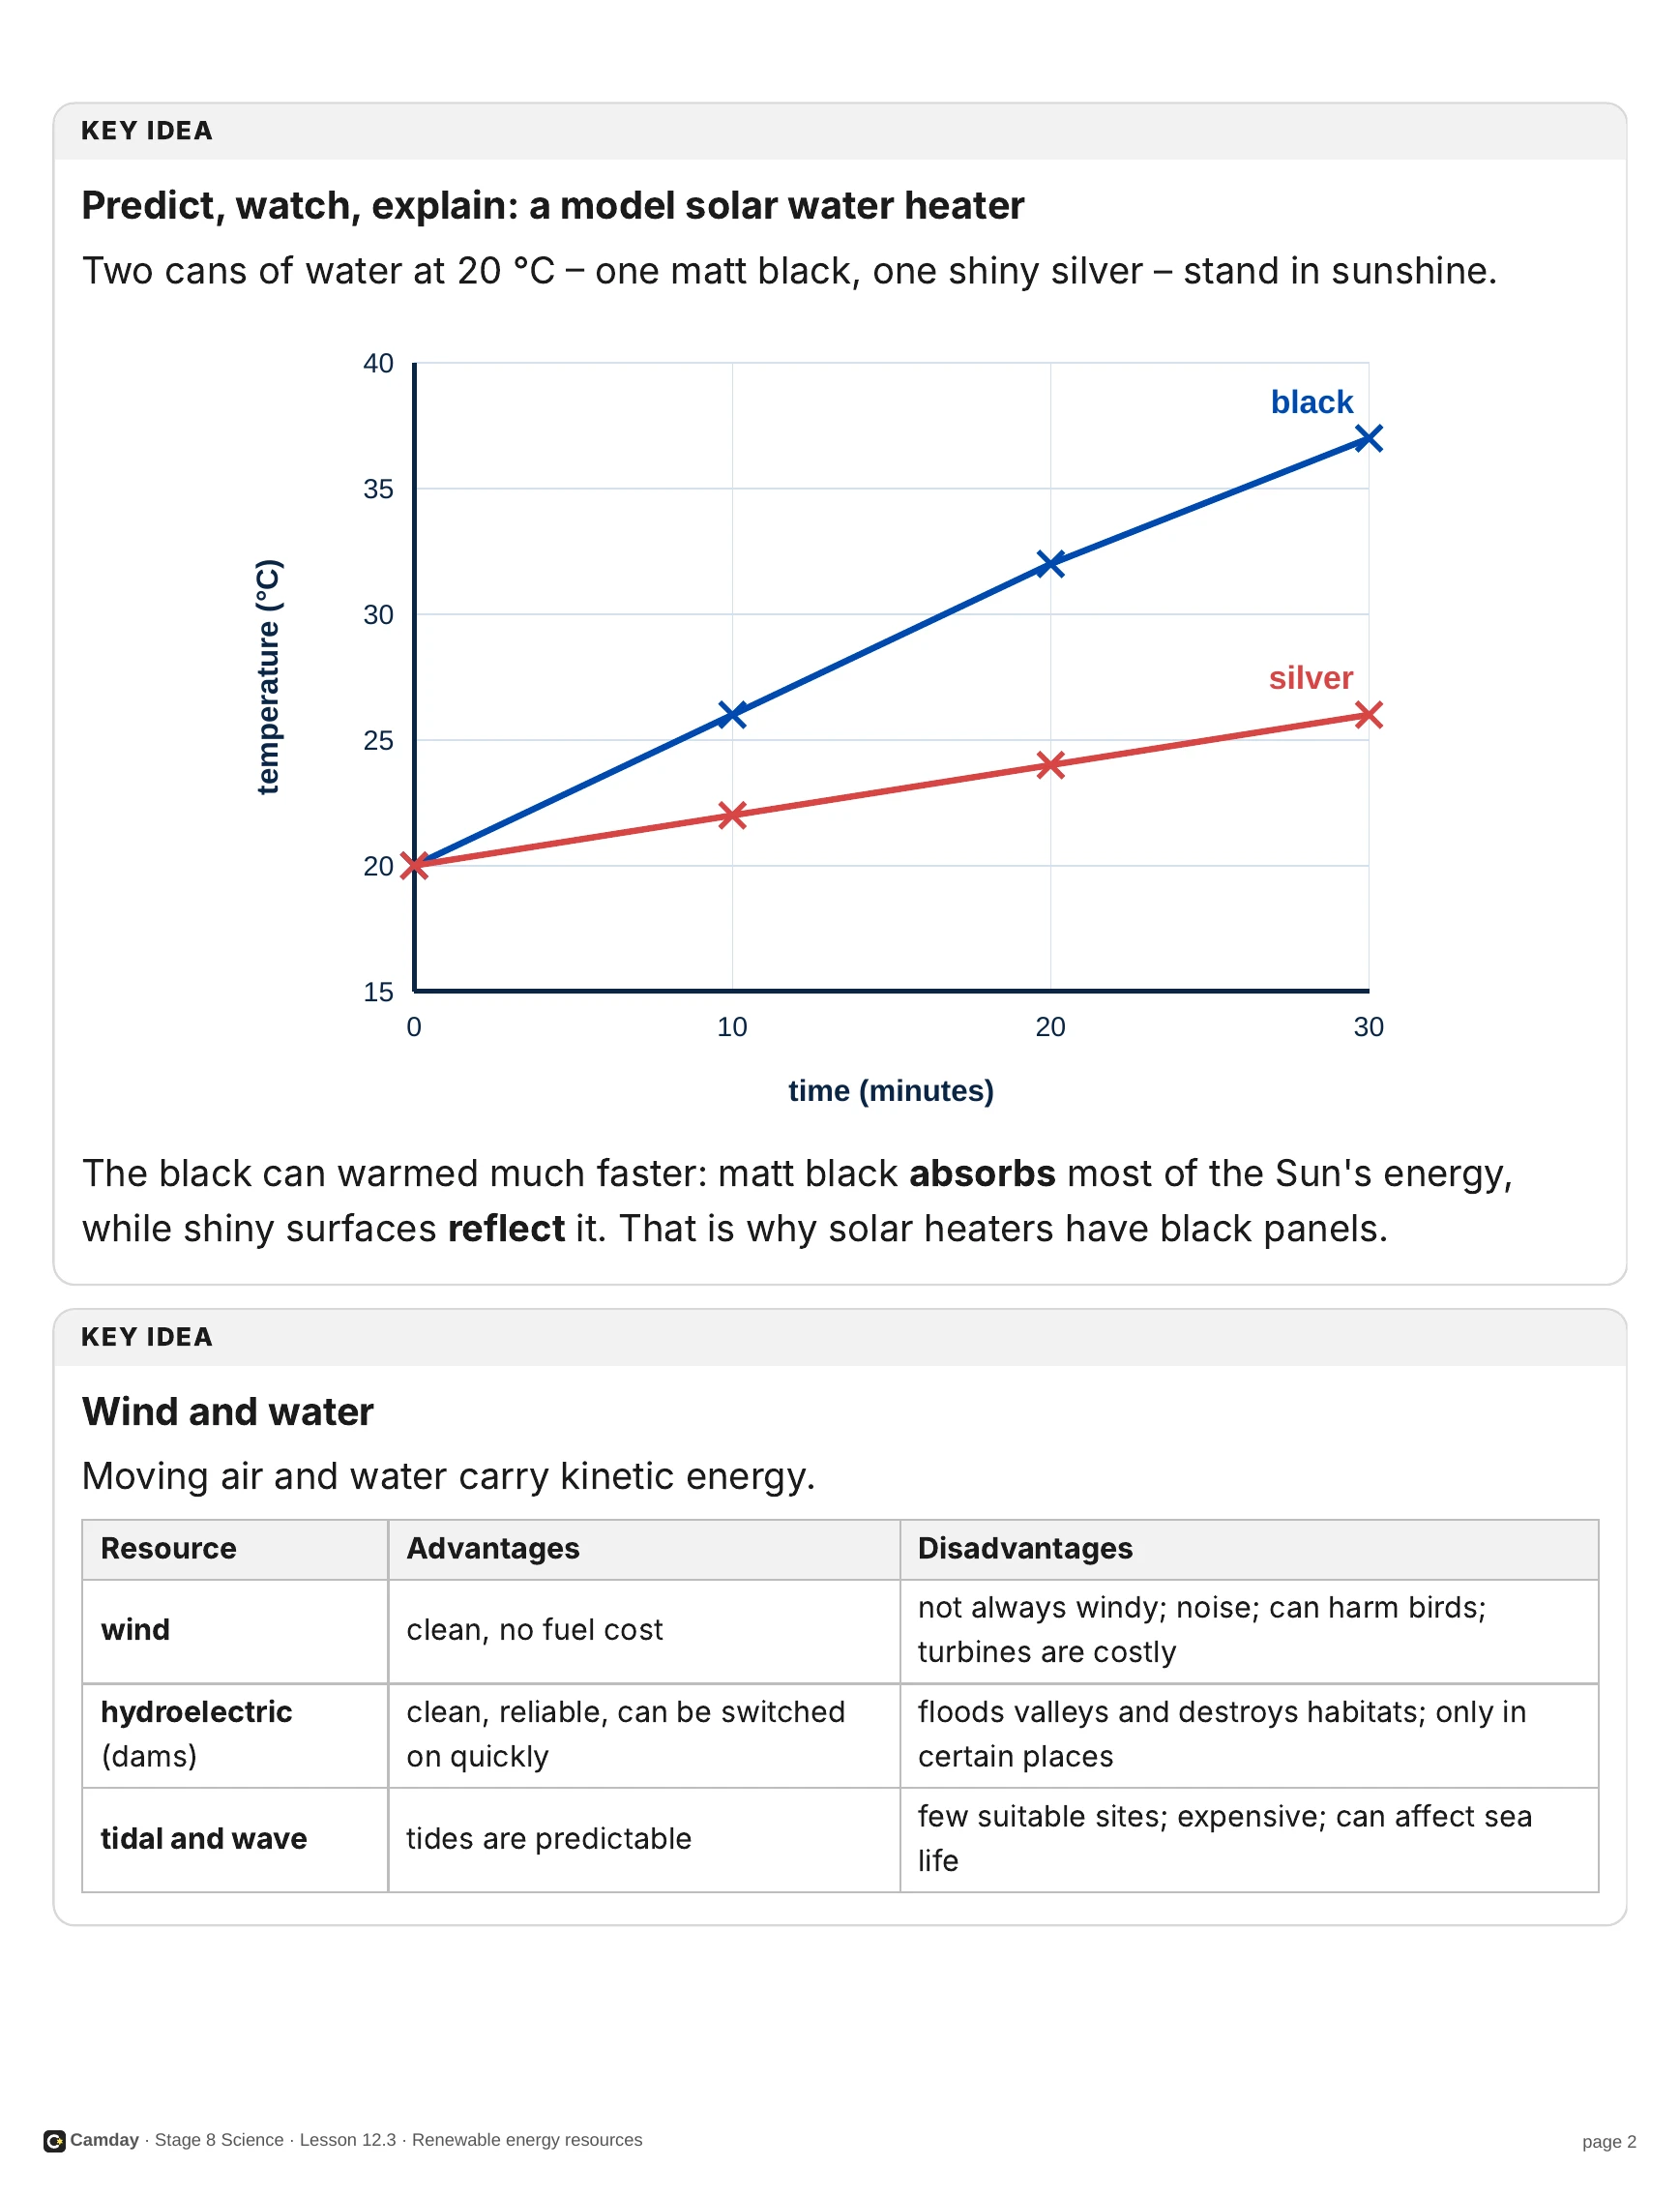 KEY IDEA
Predict, watch, explain: a model solar water heater
Two cans of water at 20 °C – one matt black, one shiny silver – stand in sunshine.
40
35
30
25
20
15
temperature (°C)
black
silver
0 10 20 30
time (minutes)
The black can warmed much faster: matt black absorbs most of the Sun's energy,
while shiny surfaces reflect it. That is why solar heaters have black panels.
KEY IDEA
Wind and water
Moving air and water carry kinetic energy.
Resource Advantages Disadvantages
wind clean, no fuel cost not always windy; noise; can harm birds;
turbines are costly
hydroelectric clean, reliable, can be switched floods valleys and destroys habitats; only in
(dams) on quickly certain places
tidal and wave tides are predictable few suitable sites; expensive; can affect sea
life
Camday · Stage 8 Science · Lesson 12.3 · Renewable energy resources page 2